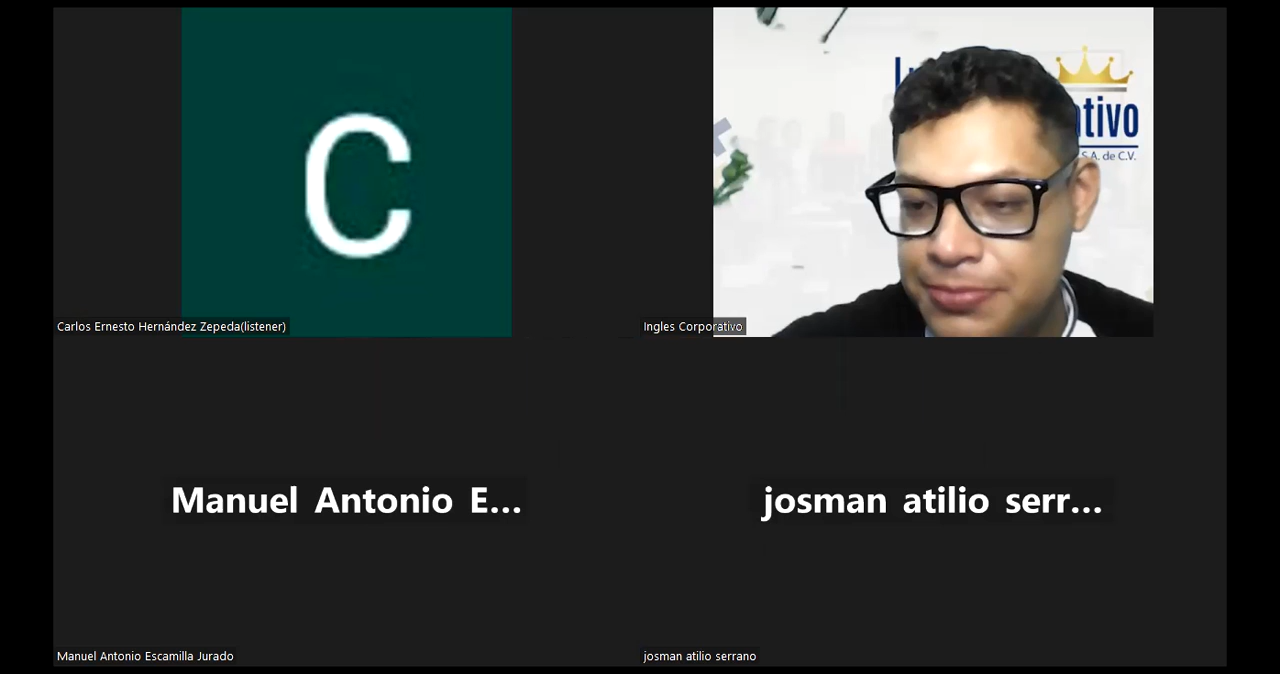 C
ativo
S.A. de C.V.
Carlos Ernesto Hernández Zepeda(listener)
Ingles Corporativo
Manuel Antonio E...
josman atilio serr...
Manuel Antonio Escamilla Jurado
josman atilio serrano